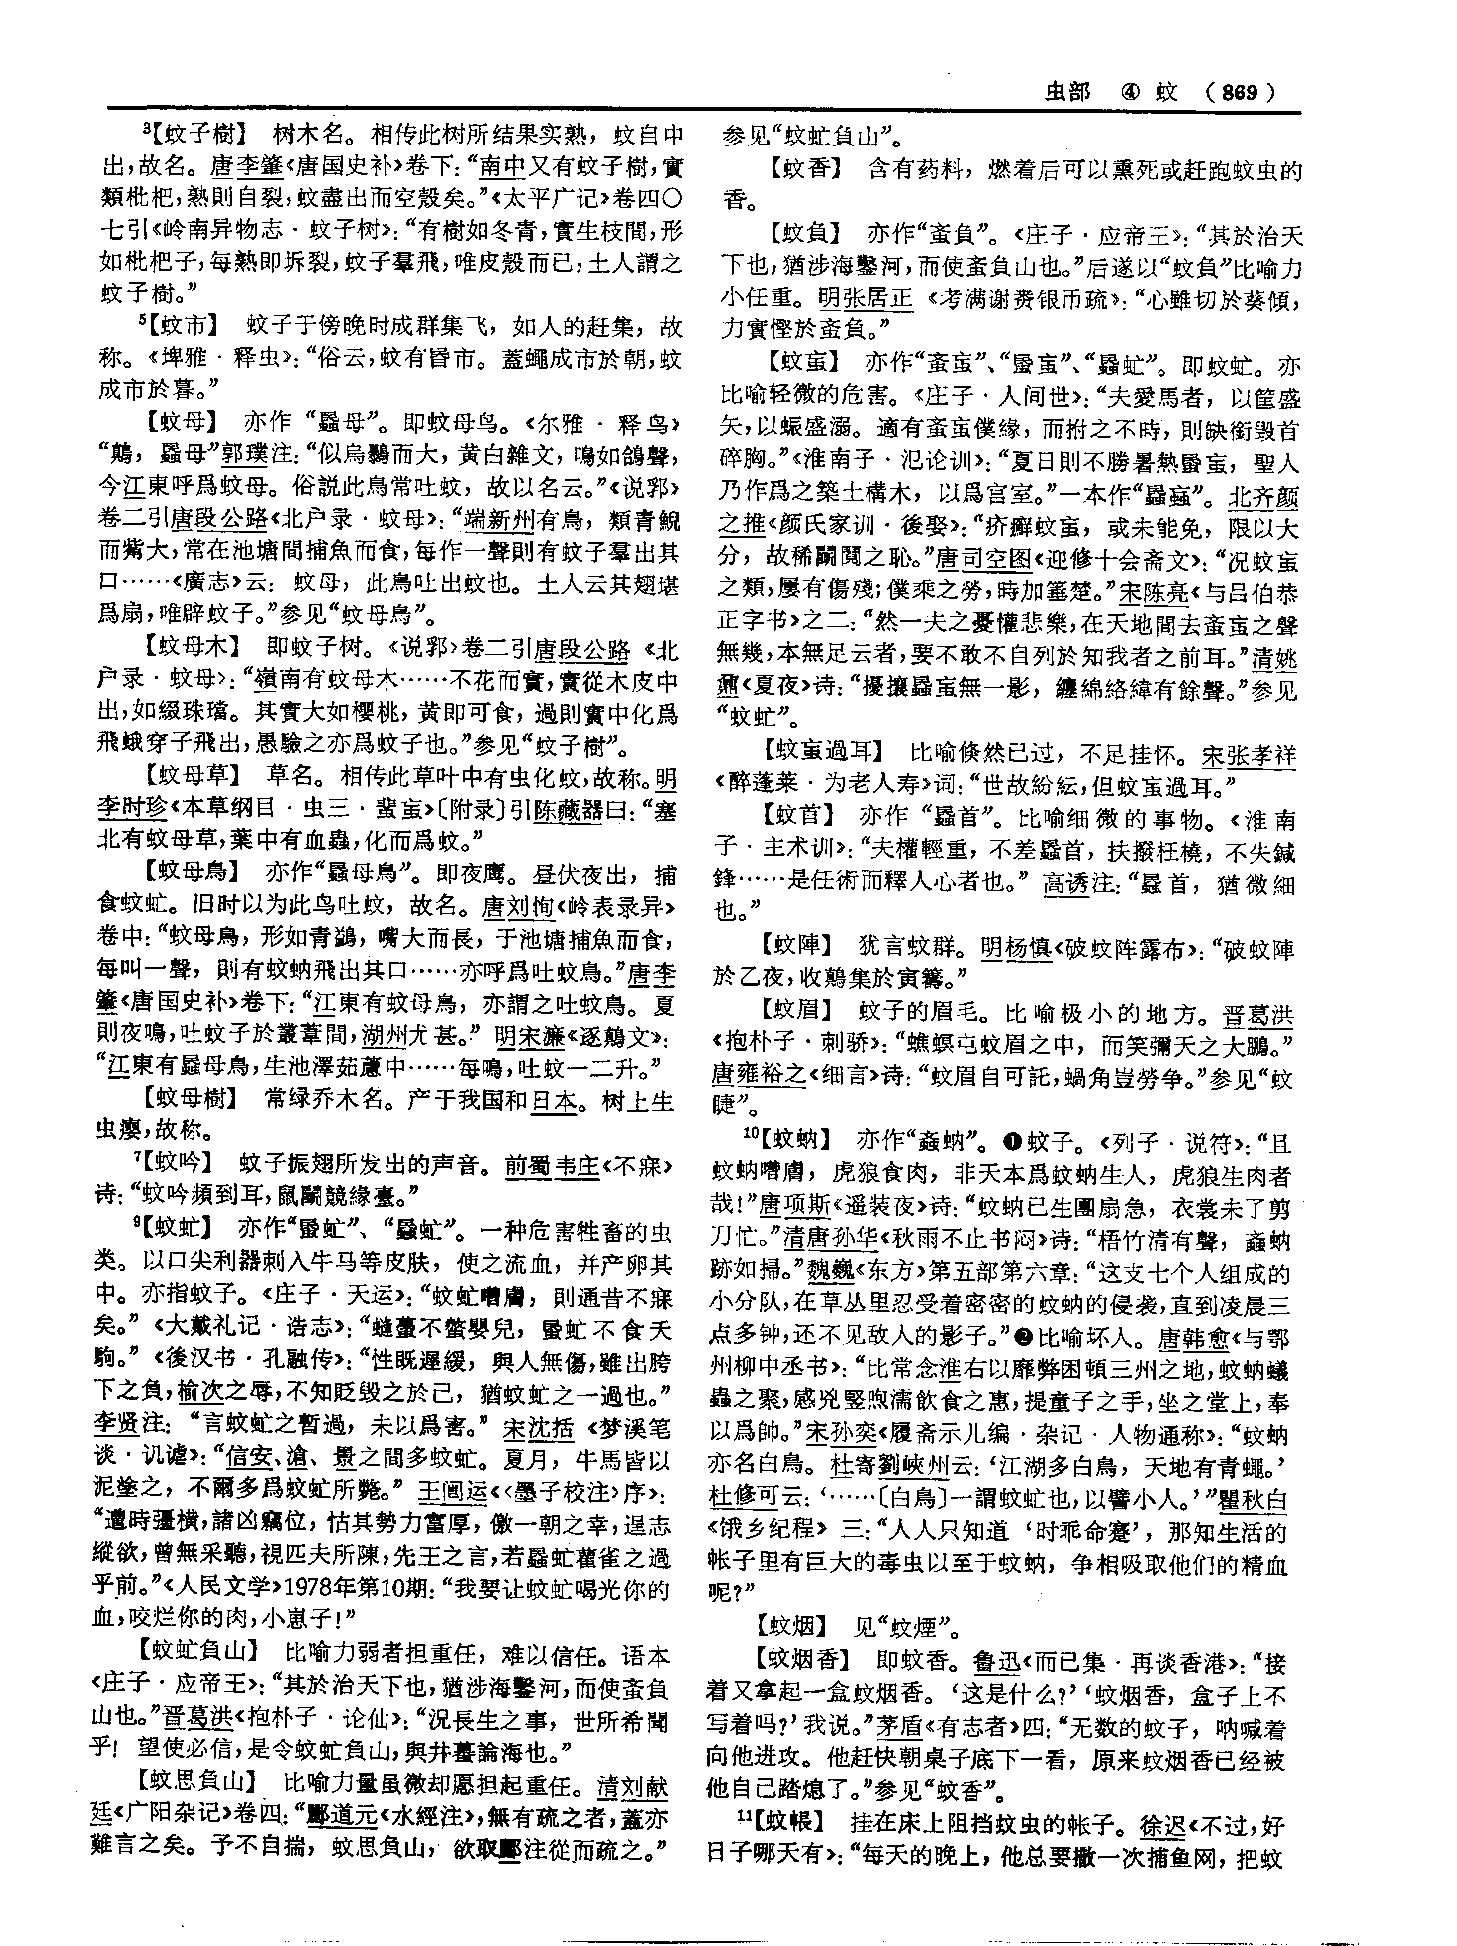 虫部　④ 蚊　（869）
³【蚊子樹】　树木名。相传此树所结果实熟，蚊自中
出，故名。唐李肇《唐国史补》卷下：“南中又有蚊子樹，實
類枇杷，熟則自裂，蚊盡出而空殼矣。”《太平广记》卷四〇
七引《岭南异物志·蚊子树》：“有樹如冬青，實生枝間，形
如枇杷子，每熟即坼裂，蚊子羣飛，唯皮殼而已，土人謂之
蚊子樹。”
⁵【蚊市】　蚊子于傍晚时成群集飞，如人的赶集，故
称。《埤雅·释虫》：“俗云，蚊有昏市。蓋蠅成市於朝，蚊
成市於暮。”
【蚊母】　亦作“蟁母”。即蚊母鸟。《尔雅·释鸟》
“鷏，蟁母”郭璞注：“似烏鷃而大，黄白雜文，鳴如鴿聲，
今江東呼爲蚊母。俗説此鳥常吐蚊，故以名云。”《说郛》
卷二引唐段公路《北户录·蚊母》：“端新州有鳥，類青鶂
而觜大，常在池塘間捕魚而食，每作一聲則有蚊子羣出其
口……《廣志》云：蚊母，此鳥吐出蚊也。土人云其翅堪
爲扇，唯辟蚊子。”参见“蚊母鳥”。
【蚊母木】　即蚊子树。《说郛》卷二引唐段公路《北
户录·蚊母》：“嶺南有蚊母木……不花而實，實從木皮中
出，如綴珠璫。其實大如櫻桃，黄即可食，過則實中化爲
飛蛾穿子飛出，愚驗之亦爲蚊子也。”参见“蚊子樹”。
【蚊母草】　草名。相传此草叶中有虫化蚊，故称。明
李时珍《本草纲目·虫三·蜚虻》〔附录〕引陈藏器曰：“塞
北有蚊母草，葉中有血蟲，化而爲蚊。”
【蚊母鳥】　亦作“蟁母鳥”。即夜鹰。昼伏夜出，捕
食蚊虻。旧时以为此鸟吐蚊，故名。唐刘恂《岭表录异》
卷中：“蚊母鳥，形如青鷁，嘴大而長，于池塘捕魚而食，
每叫一聲，則有蚊蚋飛出其口……亦呼爲吐蚊鳥。”唐李
肇《唐国史补》卷下：“江東有蚊母鳥，亦謂之吐蚊鳥。夏
則夜鳴，吐蚊子於叢葦間，湖州尤甚。”明宋濂《逐鷏文》：
“江東有蟁母鳥，生池澤茹藘中……每鳴，吐蚊一二升。”
【蚊母樹】　常绿乔木名。产于我国和日本。树上生
虫瘿，故称。
⁷【蚊吟】　蚊子振翅所发出的声音。前蜀韦庄《不寐》
诗：“蚊吟頻到耳，鼠鬭競緣臺。”
⁹【蚊虻】　亦作“蟁虻”、“蟁虻”。一种危害牲畜的虫
类。以口尖利器刺入牛马等皮肤，使之流血，并产卵其
中。亦指蚊子。《庄子·天运》：“蚊虻噆膚，則通昔不寐
矣。”《大戴礼记·诰志》：“蜂蠆不螫嬰兒，蟁虻不食夭
駒。”《後汉书·孔融传》：“性既遲緩，與人無傷，雖出胯
下之負，榆次之辱，不知貶毁之於己，猶蚊虻之一過也。”
李贤注：“言蚊虻之暫過，未以爲害。”宋沈括《梦溪笔
谈·讥谑》：“信安、滄、景之間多蚊虻。夏月，牛馬皆以
泥塗之，不爾多爲蚊虻所斃。”王闿运《〈墨子校注〉序》：
“遭時彊横，諸凶竊位，怙其勢力富厚，儌一朝之幸，逞志
縱欲，曾無采聽，視匹夫所陳，先王之言，若蟁虻雚雀之過
乎前。”《人民文学》1978年第10期：“我要让蚊虻喝光你的
血，咬烂你的肉，小崽子！”
【蚊虻負山】　比喻力弱者担重任，难以信任。语本
《庄子·应帝王》：“其於治天下也，猶涉海鑿河，而使蚉負
山也。”晋葛洪《抱朴子·论仙》：“況長生之事，世所希聞
乎！望使必信，是令蚊虻負山，與井蟇論海也。”
【蚊思負山】　比喻力量虽微却愿担起重任。清刘献
廷《广阳杂记》卷四：“酈道元《水經注》，無有疏之者，蓋亦
難言之矣。予不自揣，蚊思負山，欲取酈注從而疏之。”
参见“蚊虻負山”。
【蚊香】　含有药料，燃着后可以熏死或赶跑蚊虫的
香。
【蚊負】　亦作“蚉負”。《庄子·应帝王》：“其於治天
下也，猶涉海鑿河，而使蚉負山也。”后遂以“蚊負”比喻力
小任重。明张居正《考满谢赉银币疏》：“心雖切於葵傾，
力實慳於蚉負。”
【蚊䖟】　亦作“蚉䖟”、“蟁䖟”、“蟁虻”。即蚊虻。亦
比喻轻微的危害。《庄子·人间世》：“夫愛馬者，以筐盛
矢，以蜄盛溺。適有蚉䖟僕緣，而拊之不時，則缺銜毁首
碎胸。”《淮南子·氾论训》：“夏日則不勝暑熱蟁䖟，聖人
乃作爲之築土構木，以爲宫室。”一本作“蟁蝱”。北齐颜
之推《颜氏家训·後娶》：“疥癬蚊䖟，或未能免，限以大
分，故稀鬭鬩之恥。”唐司空图《迎修十会斋文》：“况蚊䖟
之類，屢有傷殘；僕乘之勞，時加箠楚。”宋陈亮《与吕伯恭
正字书》之二：“然一夫之憂懽悲樂，在天地間去蚉䖟之聲
無幾，本無足云者，要不敢不自列於知我者之前耳。”清姚
鼐《夏夜》诗：“擾攘蟁䖟無一影，纏綿絡緯有餘聲。”参见
“蚊虻”。
【蚊䖟過耳】　比喻倏然已过，不足挂怀。宋张孝祥
《醉蓬莱·为老人寿》词：“世故紛紜，但蚊䖟過耳。”
【蚊首】　亦作“蟁首”。比喻细微的事物。《淮南
子·主术训》：“夫權輕重，不差蟁首，扶撥枉橈，不失鍼
鋒……是任術而釋人心者也。”高诱注：“蟁首，猶微细
也。”
【蚊陣】　犹言蚊群。明杨慎《破蚊阵露布》：“破蚊陣
於乙夜，收鷏集於寅籌。”
【蚊眉】　蚊子的眉毛。比喻极小的地方。晋葛洪
《抱朴子·刺骄》：“蟭螟屯蚊眉之中，而笑彌天之大鵬。”
唐雍裕之《细言》诗：“蚊眉自可託，蝸角豈勞争。”参见“蚊
睫”。
¹⁰【蚊蚋】　亦作“蟁蚋”。❶蚊子。《列子·说符》：“且
蚊蚋噆膚，虎狼食肉，非天本爲蚊蚋生人，虎狼生肉者
哉！”唐项斯《遥装夜》诗：“蚊蚋已生團扇急，衣裳未了剪
刀忙。”清唐孙华《秋雨不止书闷》诗：“梧竹清有聲，蟁蚋
跡如掃。”魏巍《东方》第五部第六章：“这支七个人组成的
小分队，在草丛里忍受着密密的蚊蚋的侵袭，直到凌晨三
点多钟，还不见敌人的影子。”❷比喻坏人。唐韩愈《与鄂
州柳中丞书》：“比常念淮右以靡弊困頓三州之地，蚊蚋蟻
蟲之聚，感兇豎煦濡飲食之惠，提童子之手，坐之堂上，奉
以爲帥。”宋孙奕《履斋示儿编·杂记·人物通称》：“蚊蚋
亦名白鳥。杜寄劉峽州云：‘江湖多白鳥，天地有青蠅。’
杜修可云：‘……〔白鳥〕一謂蚊虻也，以譬小人。’”瞿秋白
《饿乡纪程》三：“人人只知道‘时乖命蹇’，那知生活的
帐子里有巨大的毒虫以至于蚊蚋，争相吸取他们的精血
呢？”
【蚊烟】　见“蚊煙”。
【蚊烟香】　即蚊香。鲁迅《而已集·再谈香港》：“接
着又拿起一盒蚊烟香。‘这是什么？’‘蚊烟香，盒子上不
写着吗？’我说。”茅盾《有志者》四：“无数的蚊子，呐喊着
向他进攻。他赶快朝桌子底下一看，原来蚊烟香已经被
他自己踏熄了。”参见“蚊香”。
¹¹【蚊帳】　挂在床上阻挡蚊虫的帐子。徐迟《不过，好
日子哪天有》：“每天的晚上，他总要撒一次捕鱼网，把蚊